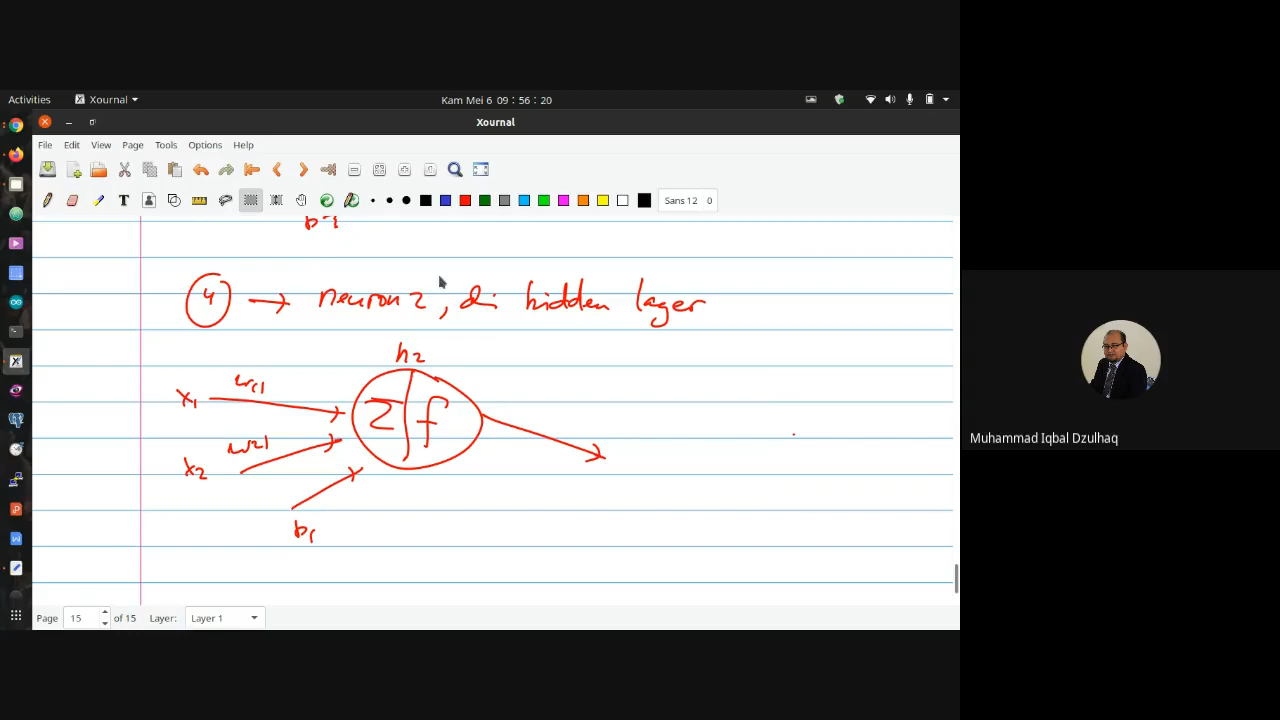 Activities Xournal Kam Mei 6 09:56:20
Xournal
File Edit View Page Tools Options Help
Sans 12 0
4 → neuron 2, di hidden layer
h2
x1 w11
Σ f
x2 w21
b1
Page 15 of 15 Layer: Layer 1
Muhammad Iqbal Dzulhaq